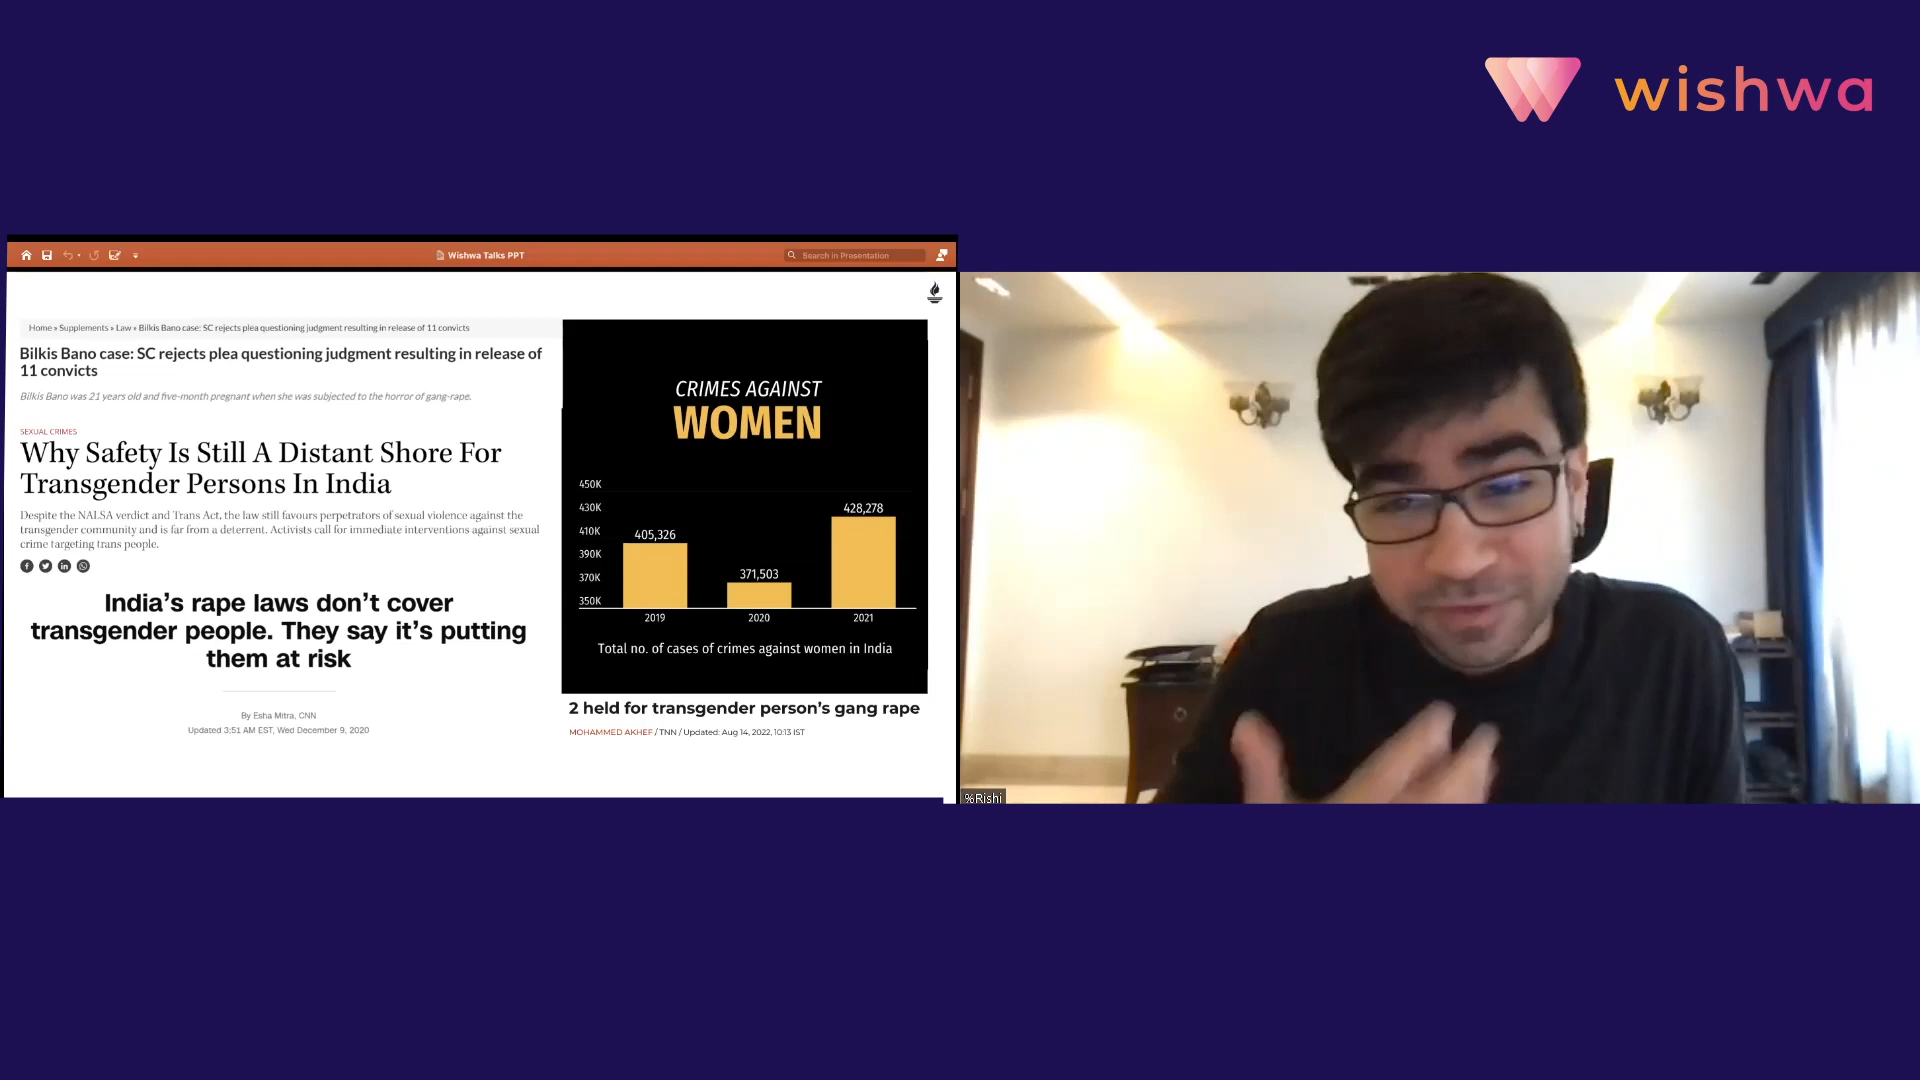 wishwa
Wishwa Talks PPT
Search in Presentation
Home » Supplements » Law » Bilkis Bano case: SC rejects plea questioning judgment resulting in release of 11 convicts
Bilkis Bano case: SC rejects plea questioning judgment resulting in release of
11 convicts
Bilkis Bano was 21 years old and five-month pregnant when she was subjected to the horror of gang-rape.
SEXUAL CRIMES
Why Safety Is Still A Distant Shore For
Transgender Persons In India
Despite the NALSA verdict and Trans Act, the law still favours perpetrators of sexual violence against the
transgender community and is far from a deterrent. Activists call for immediate interventions against sexual
crime targeting trans people.
India's rape laws don't cover
transgender people. They say it's putting
them at risk
By Esha Mitra, CNN
Updated 3:51 AM EST, Wed December 9, 2020
CRIMES AGAINST
WOMEN
450K
430K
410K
390K
370K
350K
405,326
371,503
428,278
2019
2020
2021
Total no. of cases of crimes against women in India
2 held for transgender person's gang rape
MOHAMMED AKHEF / TNN / Updated: Aug 14, 2022, 10:13 IST
Rishi